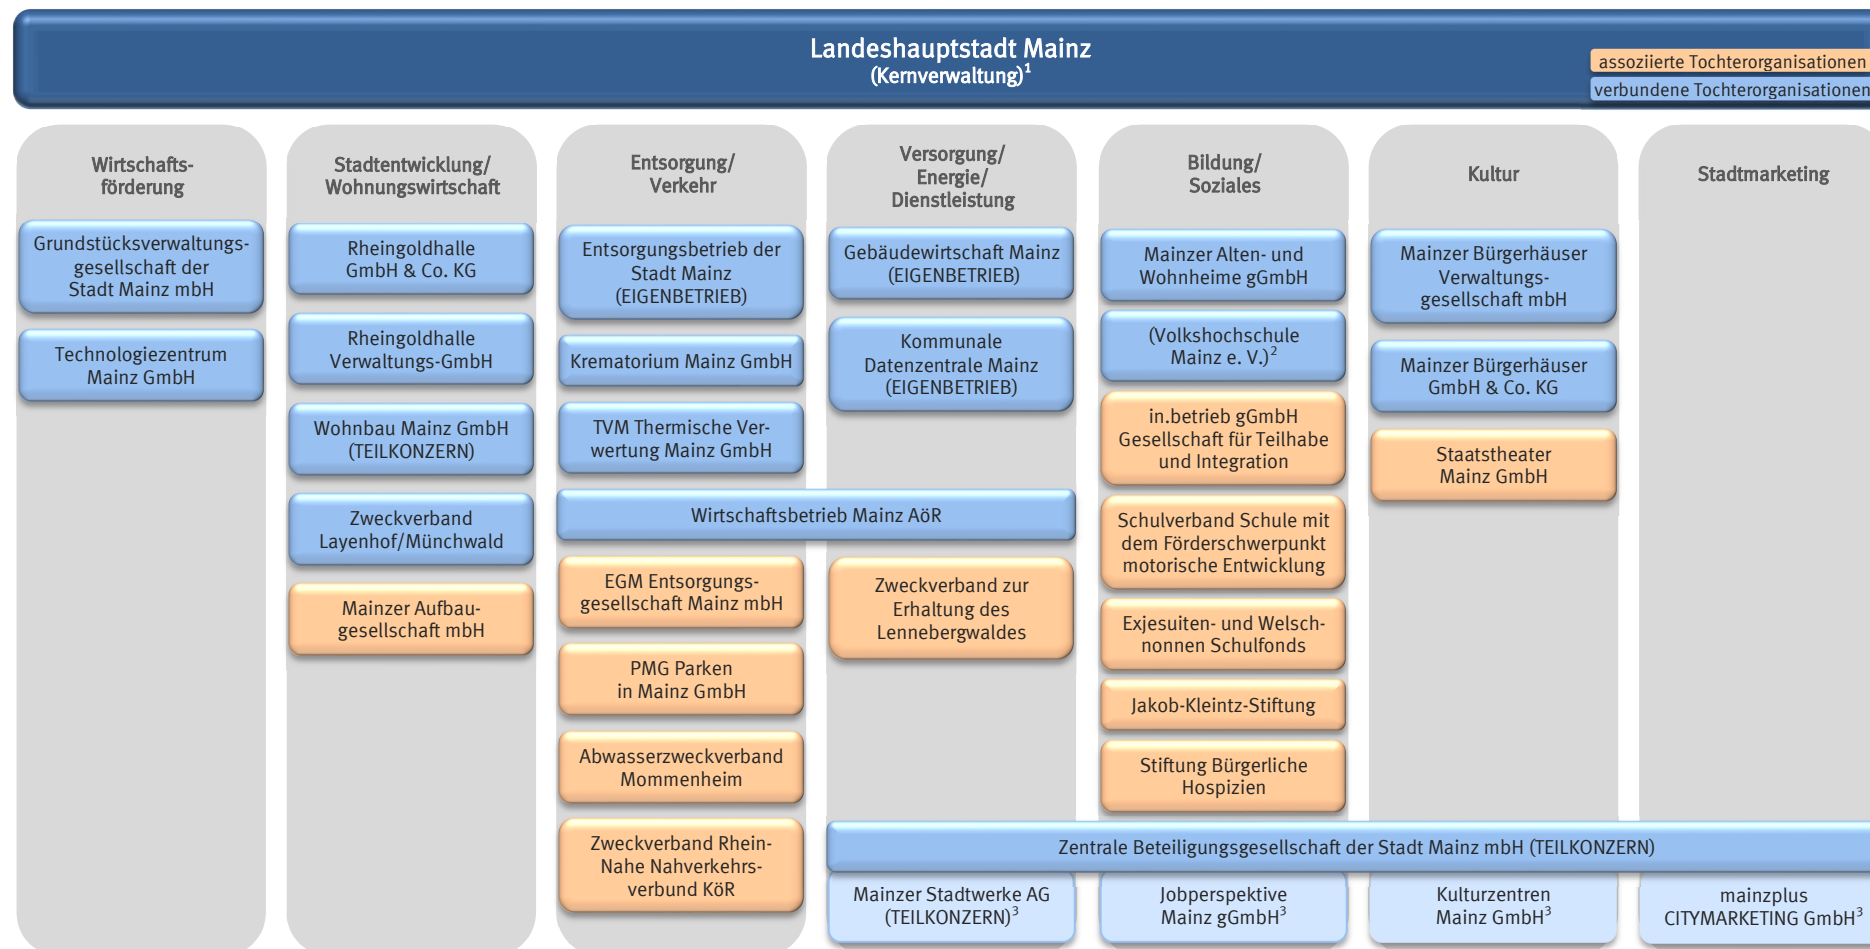 Landeshauptstadt Mainz
(Kernverwaltung)1
assoziierte Tochterorganisationen
verbundene Tochterorganisationen
Wirtschafts-
förderung
Grundstücksverwaltungs-
gesellschaft der
Stadt Mainz mbH
Technologiezentrum
Mainz GmbH
Stadtentwicklung/
Wohnungswirtschaft
Rheingoldhalle
GmbH & Co. KG
Rheingoldhalle
Verwaltungs-GmbH
Wohnbau Mainz GmbH
(TEILKONZERN)
Zweckverband
Layenhof/Münchwald
Mainzer Aufbau-
gesellschaft mbH
Entsorgung/
Verkehr
Entsorgungsbetrieb der
Stadt Mainz
(EIGENBETRIEB)
Krematorium Mainz GmbH
TVM Thermische Ver-
wertung Mainz GmbH
Wirtschaftsbetrieb Mainz AöR
EGM Entsorgungs-
gesellschaft Mainz mbH
PMG Parken
in Mainz GmbH
Abwasserzweckverband
Mommenheim
Zweckverband Rhein-
Nahe Nahverkehrs-
verbund KöR
Versorgung/
Energie/
Dienstleistung
Gebäudewirtschaft Mainz
(EIGENBETRIEB)
Kommunale
Datenzentrale Mainz
(EIGENBETRIEB)
Zweckverband zur
Erhaltung des
Lennebergwaldes
Bildung/
Soziales
Mainzer Alten- und
Wohnheime gGmbH
(Volkshochschule
Mainz e. V.)2
in.betrieb gGmbH
Gesellschaft für Teilhabe
und Integration
Schulverband Schule mit
dem Förderschwerpunkt
motorische Entwicklung
Exjesuiten- und Welsch-
nonnen Schulfonds
Jakob-Kleintz-Stiftung
Stiftung Bürgerliche
Hospizien
Kultur
Mainzer Bürgerhäuser
Verwaltungs-
gesellschaft mbH
Mainzer Bürgerhäuser
GmbH & Co. KG
Staatstheater
Mainz GmbH
Stadtmarketing
Zentrale Beteiligungsgesellschaft der Stadt Mainz mbH (TEILKONZERN)
Mainzer Stadtwerke AG
(TEILKONZERN)3
Jobperspektive
Mainz gGmbH3
Kulturzentren
Mainz GmbH3
mainzplus
CITYMARKETING GmbH3